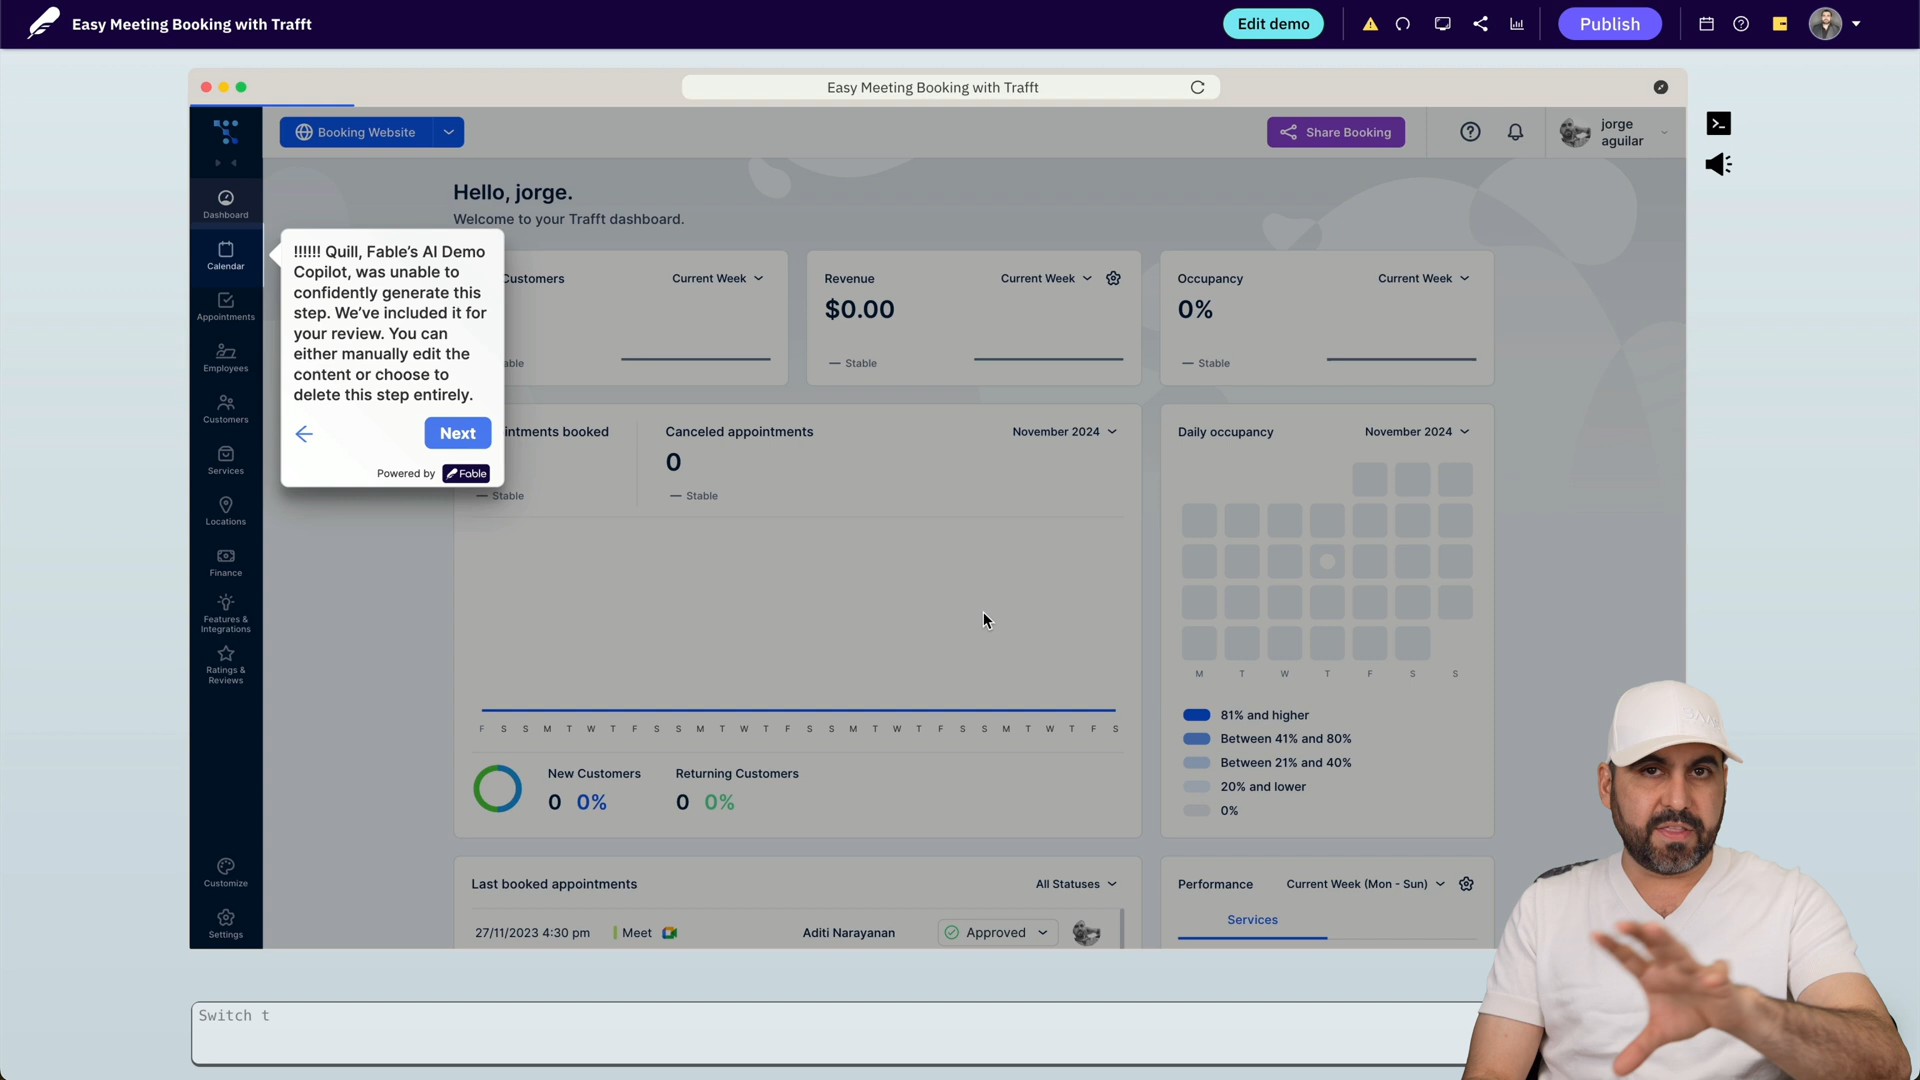 Easy Meeting Booking with Trafft
Edit demo
Publish
Easy Meeting Booking with Trafft
Booking Website
Share Booking
jorge
aguilar
Dashboard
Calendar
Appointments
Employees
Customers
Services
Locations
Finance
Features &
Integrations
Ratings &
Reviews
Customize
Settings
Hello, jorge.
Welcome to your Trafft dashboard.
!!!!!! Quill, Fable's AI Demo
Copilot, was unable to
confidently generate this
step. We've included it for
your review. You can
either manually edit the
content or choose to
delete this step entirely.
Next
Powered by Fable
Customers
Current Week
able
Revenue
Current Week
$0.00
Stable
Occupancy
Current Week
0%
Stable
intments booked
Stable
Canceled appointments
November 2024
0
Stable
F S S M T W T F S S M T W T F S S M T W T F S S M T W T F S
New Customers
0 0%
Returning Customers
0 0%
Daily occupancy
November 2024
M T W T F S S
81% and higher
Between 41% and 80%
Between 21% and 40%
20% and lower
0%
Last booked appointments
All Statuses
27/11/2023 4:30 pm
Meet
Aditi Narayanan
Approved
Performance
Current Week (Mon - Sun)
Services
Switch t